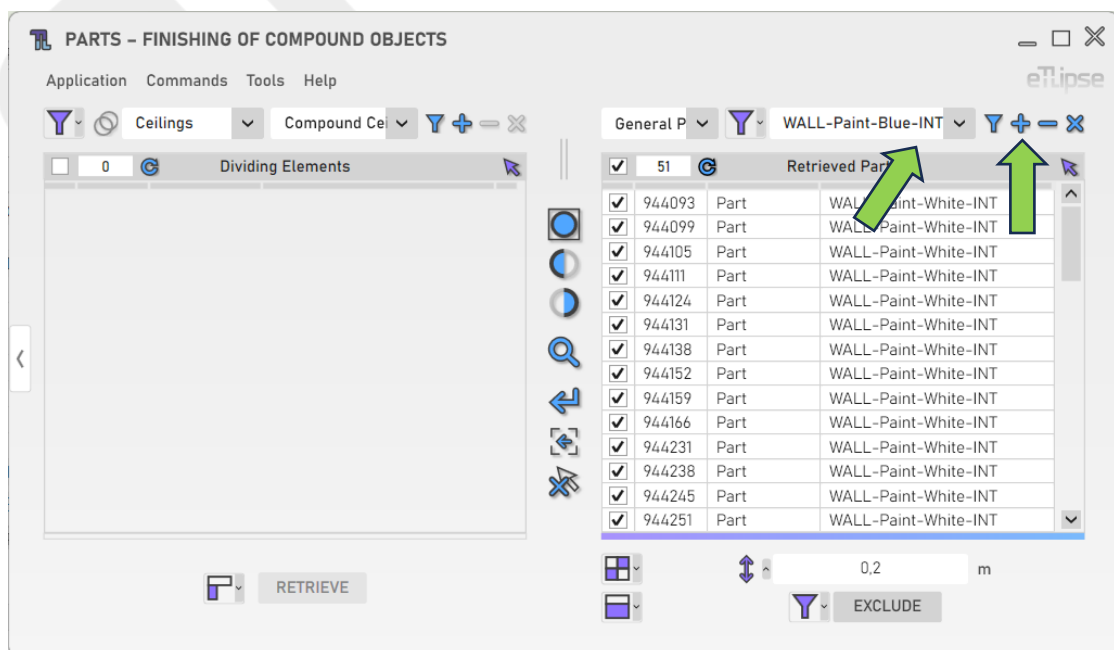 PARTS – FINISHING OF COMPOUND OBJECTS
Application Commands Tools Help
eTLipse
Ceilings Compound Cei
General P WALL-Paint-Blue-INT
0 Dividing Elements
51 Retrieved Par
944093 Part WALL-Paint-White-INT
944099 Part WALL-Paint-White-INT
944105 Part WALL-Paint-White-INT
944111 Part WALL-Paint-White-INT
944124 Part WALL-Paint-White-INT
944131 Part WALL-Paint-White-INT
944138 Part WALL-Paint-White-INT
944152 Part WALL-Paint-White-INT
944159 Part WALL-Paint-White-INT
944166 Part WALL-Paint-White-INT
944231 Part WALL-Paint-White-INT
944238 Part WALL-Paint-White-INT
944245 Part WALL-Paint-White-INT
944251 Part WALL-Paint-White-INT
0,2 m
RETRIEVE
EXCLUDE